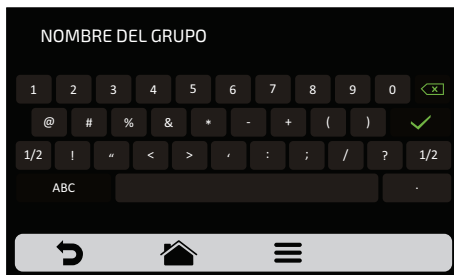 NOMBRE DEL GRUPO
1 2 3 4 5 6 7 8 9 0
@ # % & * - + ( )
1/2 ! “ < > ‘ : ; / ? 1/2
ABC .